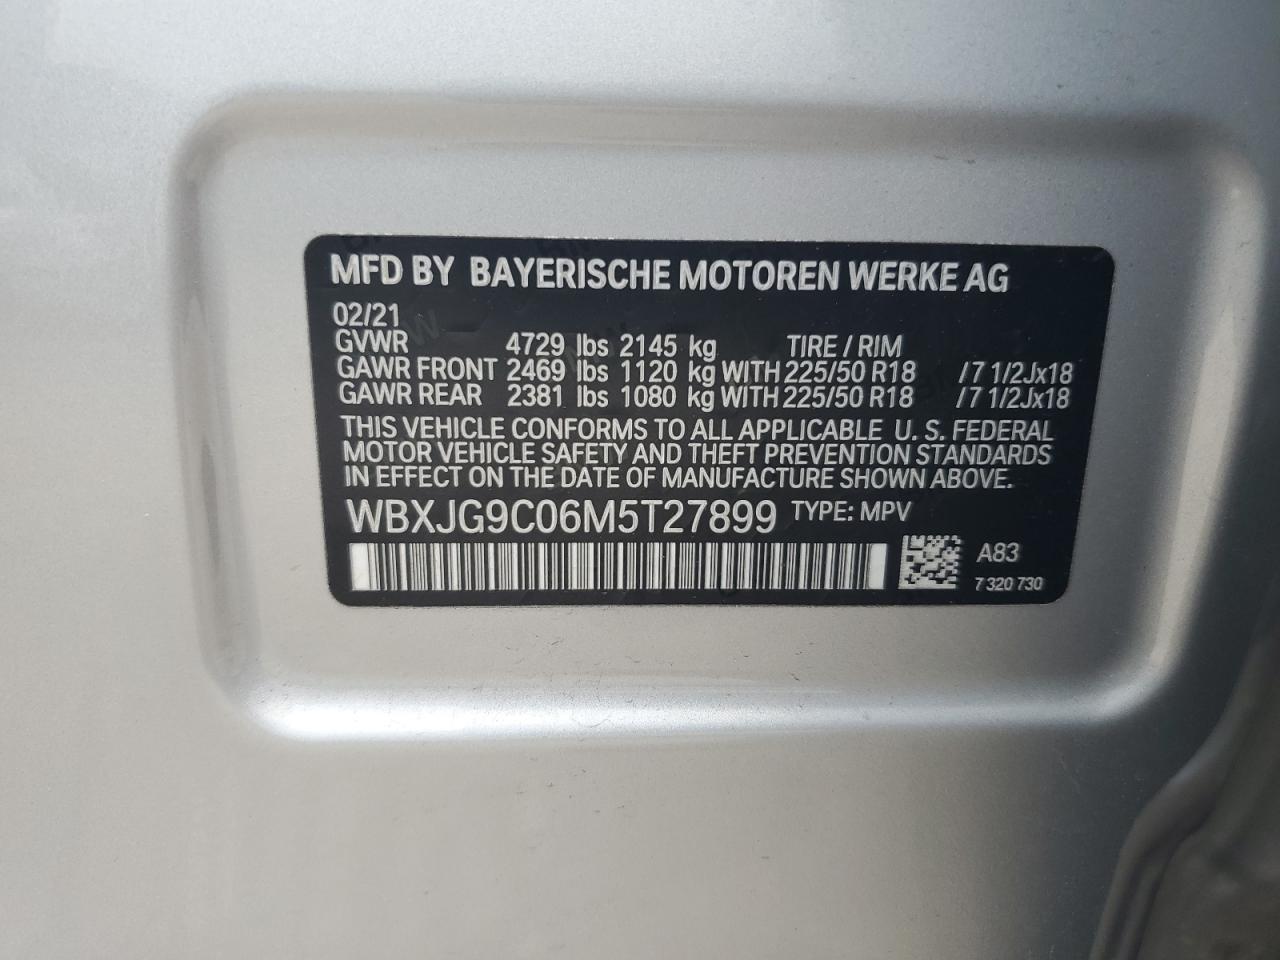 MFD BY BAYERISCHE MOTOREN WERKE AG
02/21
GVWR 4729 lbs 2145 kg TIRE / RIM
GAWR FRONT 2469 lbs 1120 kg WITH 225/50 R18 / 7 1/2Jx18
GAWR REAR 2381 lbs 1080 kg WITH 225/50 R18 / 7 1/2Jx18
THIS VEHICLE CONFORMS TO ALL APPLICABLE U. S. FEDERAL
MOTOR VEHICLE SAFETY AND THEFT PREVENTION STANDARDS
IN EFFECT ON THE DATE OF MANUFACTURE SHOWN ABOVE.
WBXJG9C06M5T27899 TYPE: MPV
A83
7 320 730